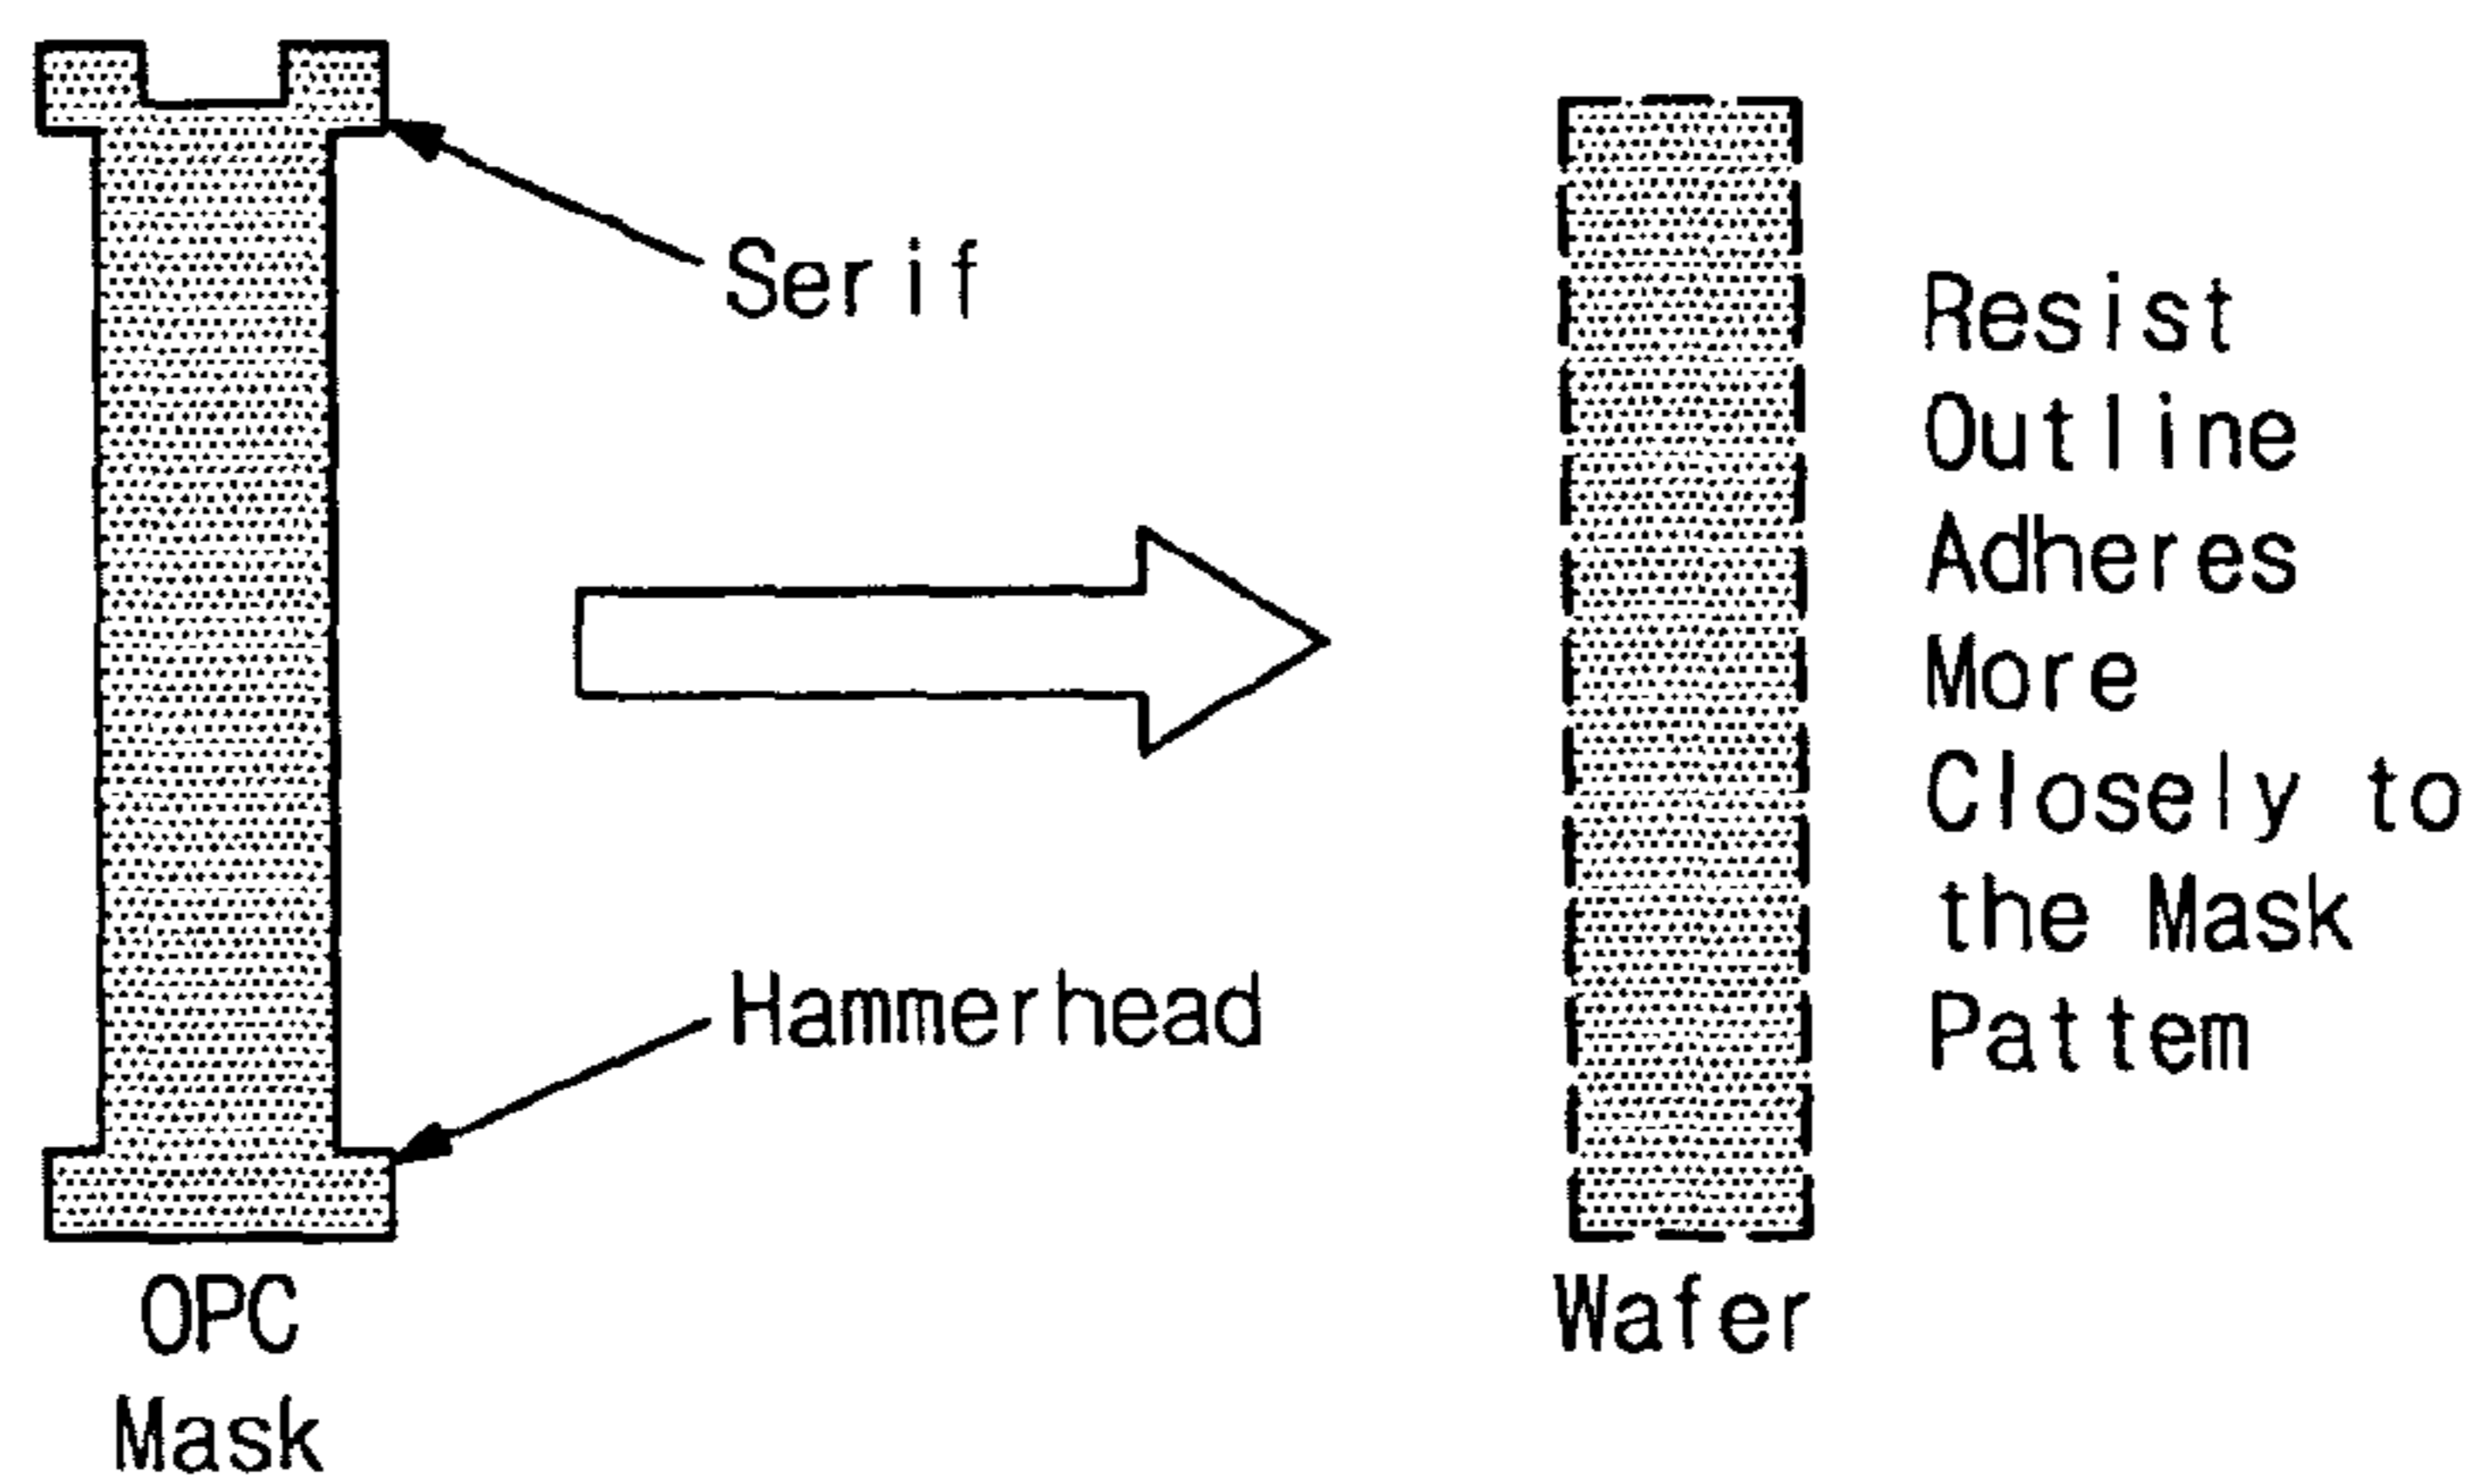 Serif
Hammerhead
OPC
Mask
Wafer
Resist
Outline
Adheres
More
Closely to
the Mask
Pattem